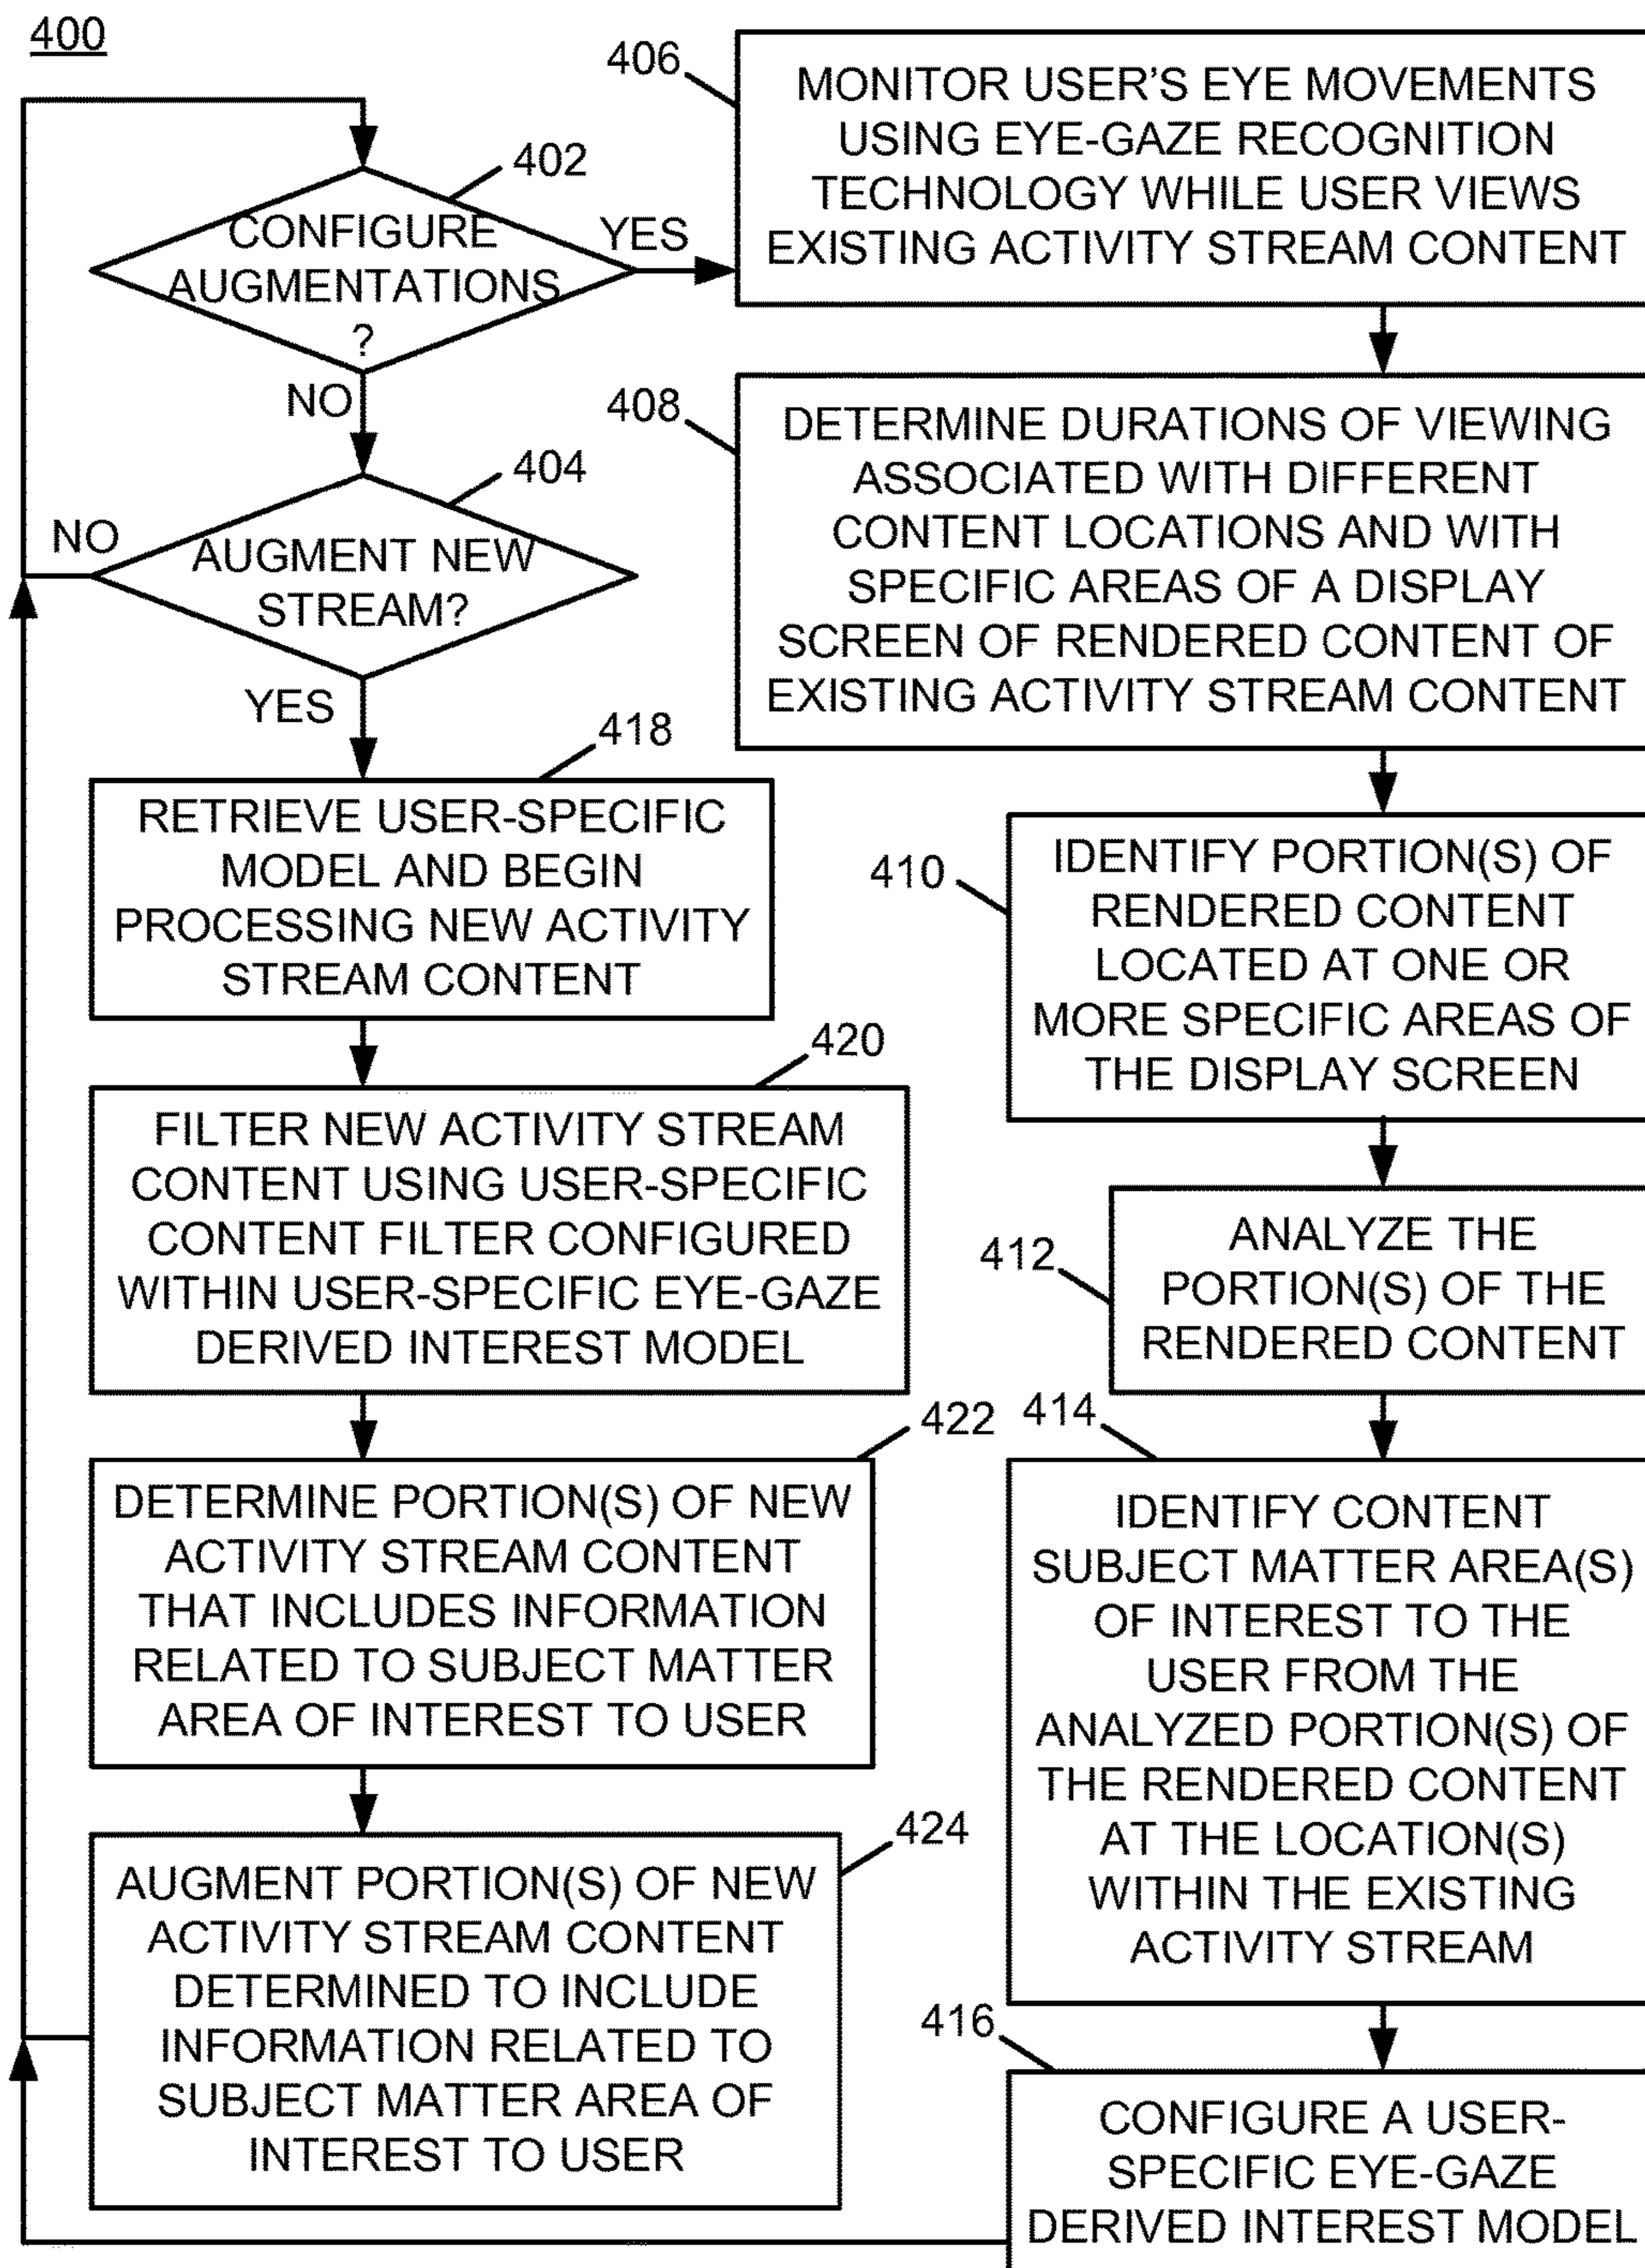 400
402
CONFIGURE
AUGMENTATIONS
?
YES
NO
404
AUGMENT NEW
STREAM?
NO
YES
406
MONITOR USER'S EYE MOVEMENTS
USING EYE-GAZE RECOGNITION
TECHNOLOGY WHILE USER VIEWS
EXISTING ACTIVITY STREAM CONTENT
408
DETERMINE DURATIONS OF VIEWING
ASSOCIATED WITH DIFFERENT
CONTENT LOCATIONS AND WITH
SPECIFIC AREAS OF A DISPLAY
SCREEN OF RENDERED CONTENT OF
EXISTING ACTIVITY STREAM CONTENT
410
IDENTIFY PORTION(S) OF
RENDERED CONTENT
LOCATED AT ONE OR
MORE SPECIFIC AREAS OF
THE DISPLAY SCREEN
412
ANALYZE THE
PORTION(S) OF THE
RENDERED CONTENT
414
IDENTIFY CONTENT
SUBJECT MATTER AREA(S)
OF INTEREST TO THE
USER FROM THE
ANALYZED PORTION(S) OF
THE RENDERED CONTENT
AT THE LOCATION(S)
WITHIN THE EXISTING
ACTIVITY STREAM
416
CONFIGURE A USER-
SPECIFIC EYE-GAZE
DERIVED INTEREST MODEL
418
RETRIEVE USER-SPECIFIC
MODEL AND BEGIN
PROCESSING NEW ACTIVITY
STREAM CONTENT
420
FILTER NEW ACTIVITY STREAM
CONTENT USING USER-SPECIFIC
CONTENT FILTER CONFIGURED
WITHIN USER-SPECIFIC EYE-GAZE
DERIVED INTEREST MODEL
422
DETERMINE PORTION(S) OF NEW
ACTIVITY STREAM CONTENT
THAT INCLUDES INFORMATION
RELATED TO SUBJECT MATTER
AREA OF INTEREST TO USER
424
AUGMENT PORTION(S) OF NEW
ACTIVITY STREAM CONTENT
DETERMINED TO INCLUDE
INFORMATION RELATED TO
SUBJECT MATTER AREA OF
INTEREST TO USER